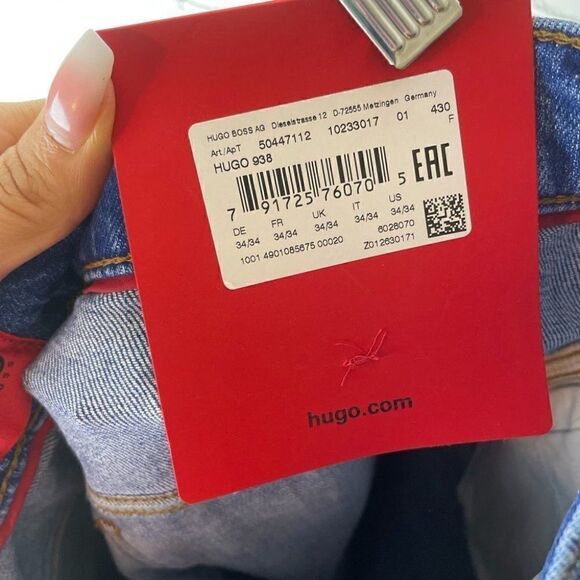 HUGO BOSS AG Dieselstrasse 12 D-72555 Metzingen Germany
Art./ApT 50447112 10233017 01 430
HUGO 938 F
7 91725 76070 5 EAC
DE FR UK IT US
34/34 34/34 34/34 34/34 34/34
6028070
1001 4901085675 00020 Z012630171
hugo.com